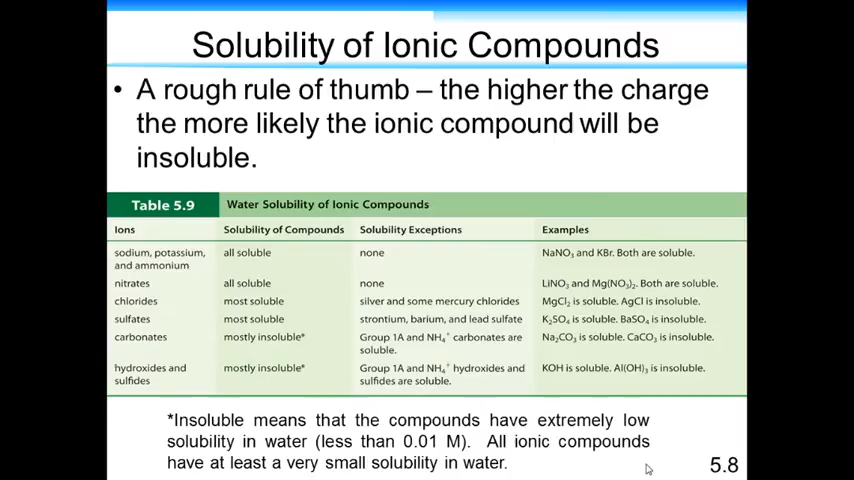 Solubility of Ionic Compounds
• A rough rule of thumb – the higher the charge
the more likely the ionic compound will be
insoluble.
Table 5.9 Water Solubility of Ionic Compounds
Ions Solubility of Compounds Solubility Exceptions Examples
sodium, potassium, all soluble none NaNO₃ and KBr. Both are soluble.
and ammonium
nitrates all soluble none LiNO₃ and Mg(NO₃)₂. Both are soluble.
chlorides most soluble silver and some mercury chlorides MgCl₂ is soluble. AgCl is insoluble.
sulfates most soluble strontium, barium, and lead sulfate K₂SO₄ is soluble. BaSO₄ is insoluble.
carbonates mostly insoluble* Group 1A and NH₄⁺ carbonates are Na₂CO₃ is soluble. CaCO₃ is insoluble.
soluble.
hydroxides and mostly insoluble* Group 1A and NH₄⁺ hydroxides and KOH is soluble. Al(OH)₃ is insoluble.
sulfides sulfides are soluble.
*Insoluble means that the compounds have extremely low
solubility in water (less than 0.01 M). All ionic compounds
have at least a very small solubility in water.
5.8